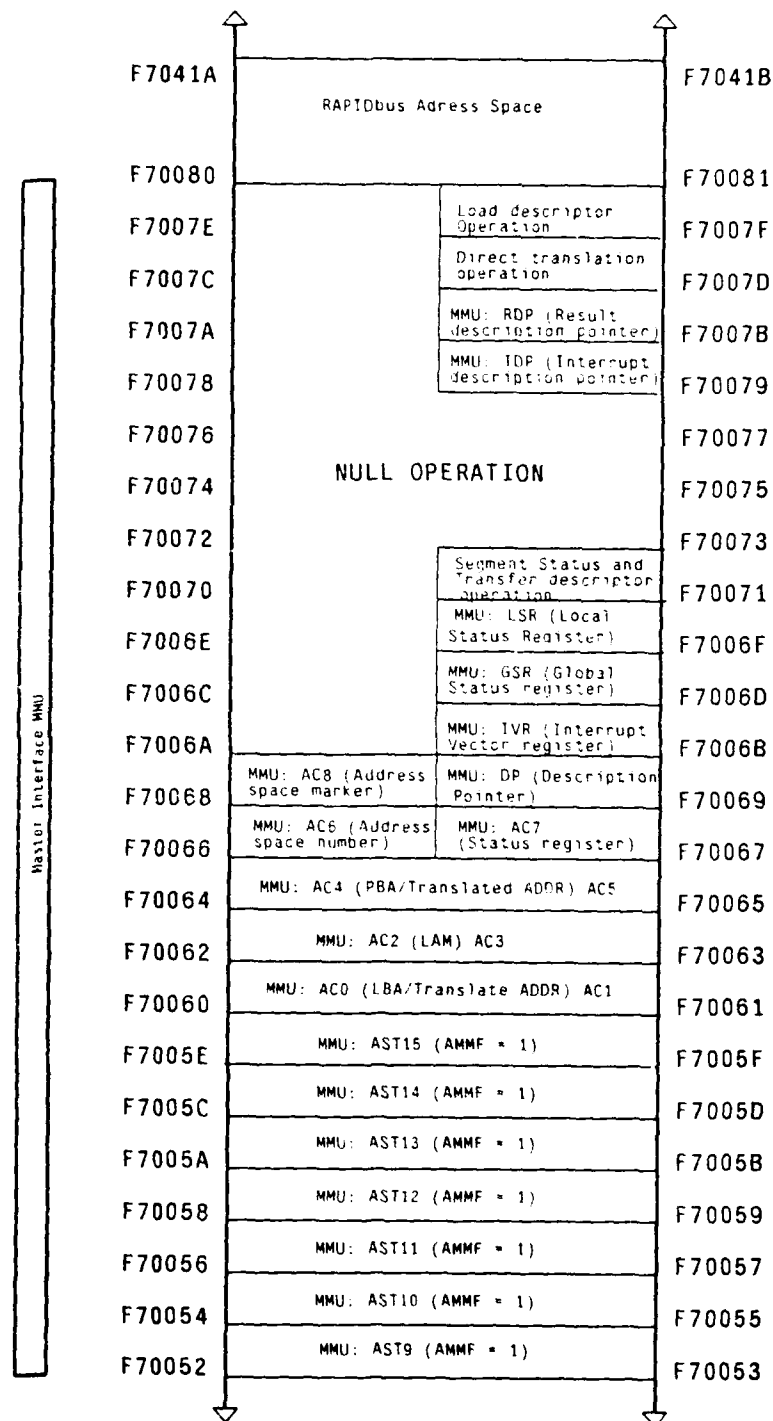 F7041A F7041B
RAPIDbus Adress Space
F70080 F70081
Load descriptor
Operation
F7007E F7007F
Direct translation
operation
F7007C F7007D
MMU: RDP (Result
description pointer)
F7007A F7007B
MMU: IDP (Interrupt
description pointer)
F70078 F70079
F70076 F70077
NULL OPERATION
F70074 F70075
F70072 F70073
Segment Status and
Transfer descriptor
operation
F70070 F70071
MMU: LSR (Local
Status Register)
F7006E F7006F
MMU: GSR (Global
Status register)
F7006C F7006D
MMU: IVR (Interrupt
Vector register)
F7006A F7006B
MMU: AC8 (Address MMU: DP (Description
space marker) Pointer)
F70068 F70069
MMU: AC6 (Address MMU: AC7
space number) (Status register)
F70066 F70067
MMU: AC4 (PBA/Translated ADDR) AC5
F70064 F70065
MMU: AC2 (LAM) AC3
F70062 F70063
MMU: AC0 (LBA/Translate ADDR) AC1
F70060 F70061
MMU: AST15 (AMMF = 1)
F7005E F7005F
MMU: AST14 (AMMF = 1)
F7005C F7005D
MMU: AST13 (AMMF = 1)
F7005A F7005B
MMU: AST12 (AMMF = 1)
F70058 F70059
MMU: AST11 (AMMF = 1)
F70056 F70057
MMU: AST10 (AMMF = 1)
F70054 F70055
MMU: AST9 (AMMF = 1)
F70052 F70053
Master Interface MMU